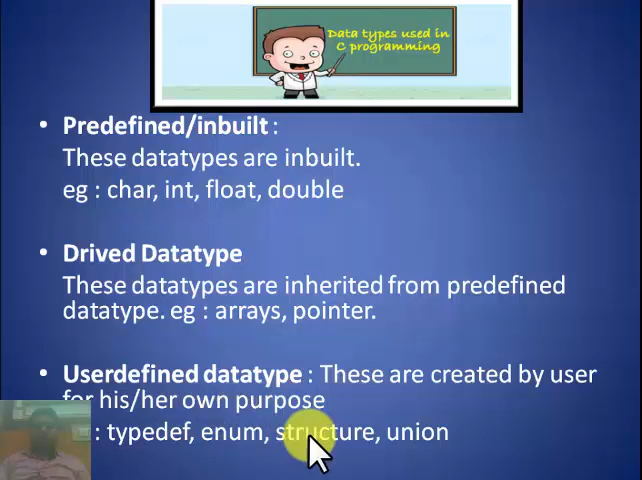 Data types used in
C programming
• Predefined/inbuilt :
These datatypes are inbuilt.
eg : char, int, float, double
• Drived Datatype
These datatypes are inherited from predefined
datatype. eg : arrays, pointer.
• Userdefined datatype : These are created by user
for his/her own purpose
: typedef, enum, structure, union